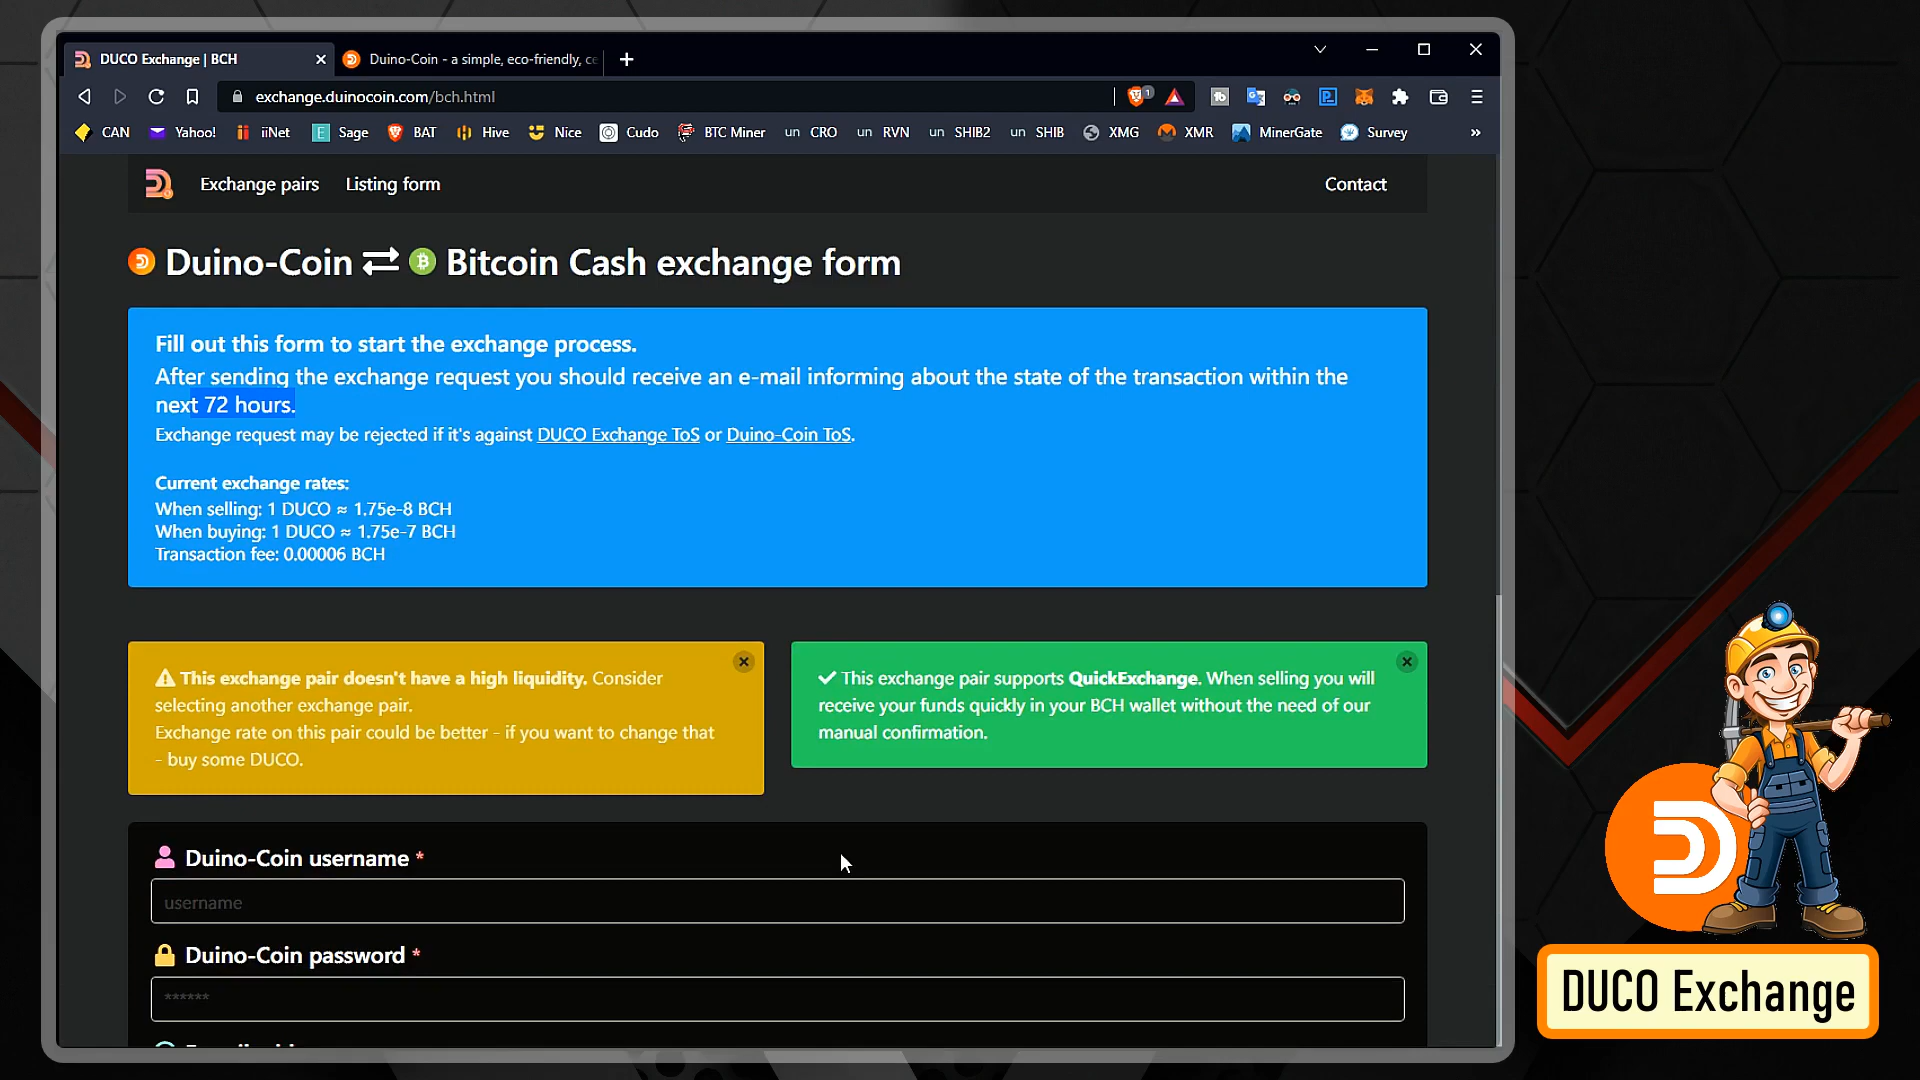 DUCO Exchange | BCH
Duino-Coin - a simple, eco-friendly, ce
exchange.duinocoin.com/bch.html
1
CAN
Yahoo!
iiNet
Sage
BAT
Hive
Nice
Cudo
BTC Miner
un CRO
un RVN
un SHIB2
un SHIB
XMG
XMR
MinerGate
Survey
»
Exchange pairs
Listing form
Contact
Duino-Coin ⇄ Bitcoin Cash exchange form
Fill out this form to start the exchange process.
After sending the exchange request you should receive an e-mail informing about the state of the transaction within the
next 72 hours.
Exchange request may be rejected if it's against DUCO Exchange ToS or Duino-Coin ToS.
Current exchange rates:
When selling: 1 DUCO ≈ 1.75e-8 BCH
When buying: 1 DUCO ≈ 1.75e-7 BCH
Transaction fee: 0.00006 BCH
This exchange pair doesn't have a high liquidity. Consider
selecting another exchange pair.
Exchange rate on this pair could be better - if you want to change that
- buy some DUCO.
This exchange pair supports QuickExchange. When selling you will
receive your funds quickly in your BCH wallet without the need of our
manual confirmation.
Duino-Coin username *
username
Duino-Coin password *
******
DUCO Exchange